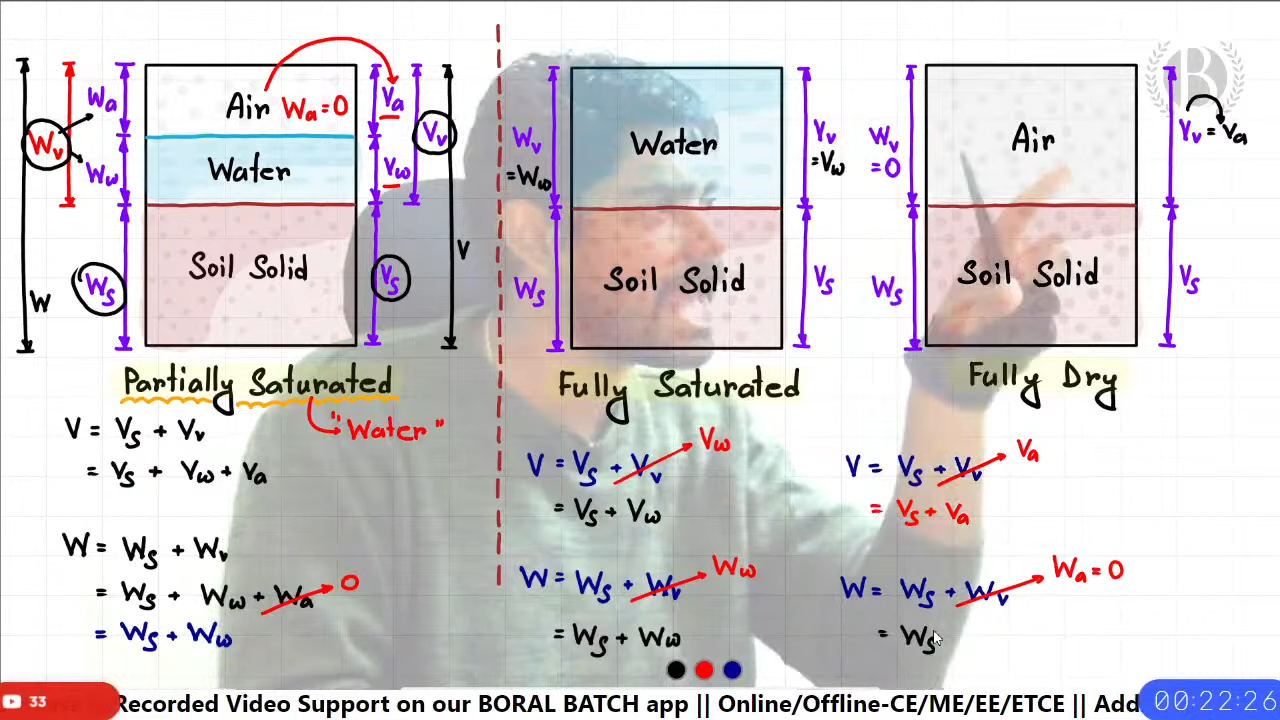 W
Wv
Wa
Ww
Ws
Air Wa = 0
Water
Soil Solid
Va
Vw
Vs
Vv
V
Partially Saturated
"Water"
V = Vs + Vv
= Vs + Vw + Va
W = Ws + Wv
= Ws + Ww + Wa 0
= Ws + Ww
Wv
= Ww
Ws
Water
Soil Solid
Vv
= Vw
Vs
Fully Saturated
V = Vs + Vv Vw
= Vs + Vw
W = Ws + Wv Ww
= Ws + Ww
Wv
= 0
Ws
Air
Soil Solid
Vv = Va
Vs
Fully Dry
V = Vs + Vv Va
= Vs + Va
W = Ws + Wv Wa = 0
= Ws
B
33
Recorded Video Support on our BORAL BATCH app || Online/Offline-CE/ME/EE/ETCE || Add
00:22:26